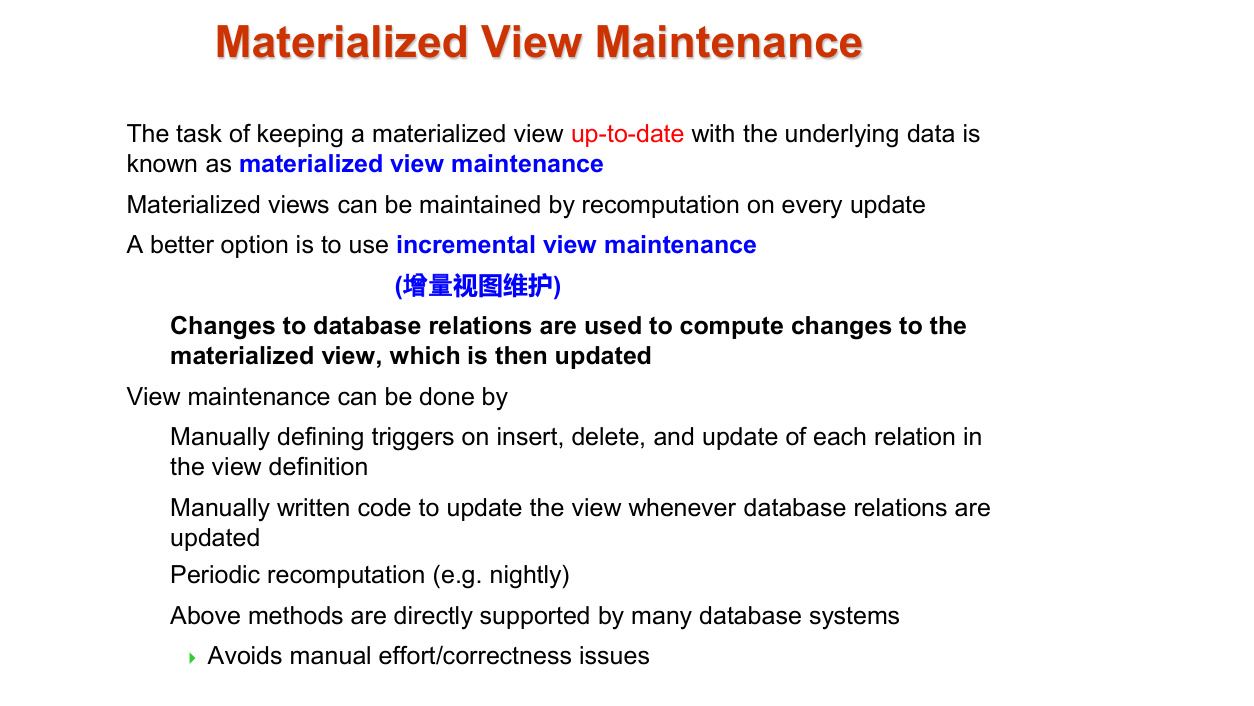 Materialized View Maintenance
The task of keeping a materialized view up-to-date with the underlying data is
known as materialized view maintenance
Materialized views can be maintained by recomputation on every update
A better option is to use incremental view maintenance
(增量视图维护)
Changes to database relations are used to compute changes to the
materialized view, which is then updated
View maintenance can be done by
Manually defining triggers on insert, delete, and update of each relation in
the view definition
Manually written code to update the view whenever database relations are
updated
Periodic recomputation (e.g. nightly)
Above methods are directly supported by many database systems
Avoids manual effort/correctness issues